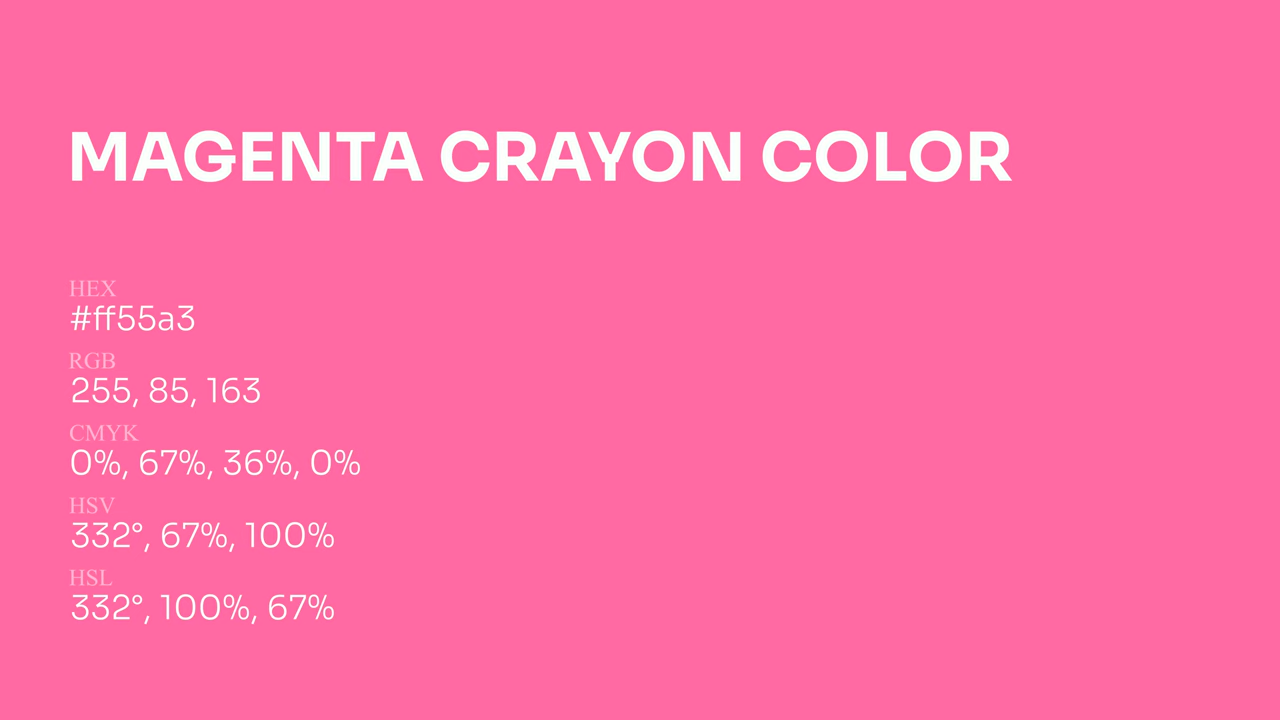 MAGENTA CRAYON COLOR
HEX
#ff55a3
RGB
255, 85, 163
CMYK
0%, 67%, 36%, 0%
HSV
332°, 67%, 100%
HSL
332°, 100%, 67%